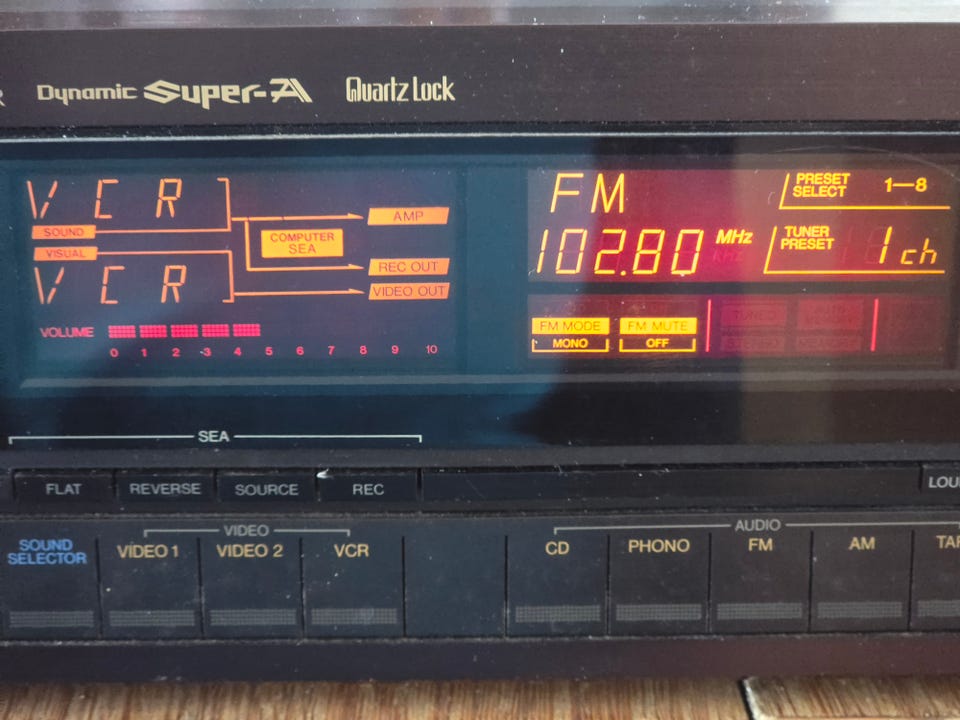 Dynamic Super-A Quartz Lock
VCR
SOUND
VISUAL
VCR
COMPUTER
SEA
AMP
REC OUT
VIDEO OUT
VOLUME
0 1 2 3 4 5 6 7 8 9 10
FM
102.80 MHz
PRESET
SELECT 1—8
TUNER
PRESET 1 ch
FM MODE FM MUTE
MONO OFF
SEA
FLAT REVERSE SOURCE REC
SOUND
SELECTOR
VIDEO
VIDEO 1 VIDEO 2 VCR
AUDIO
CD PHONO FM AM